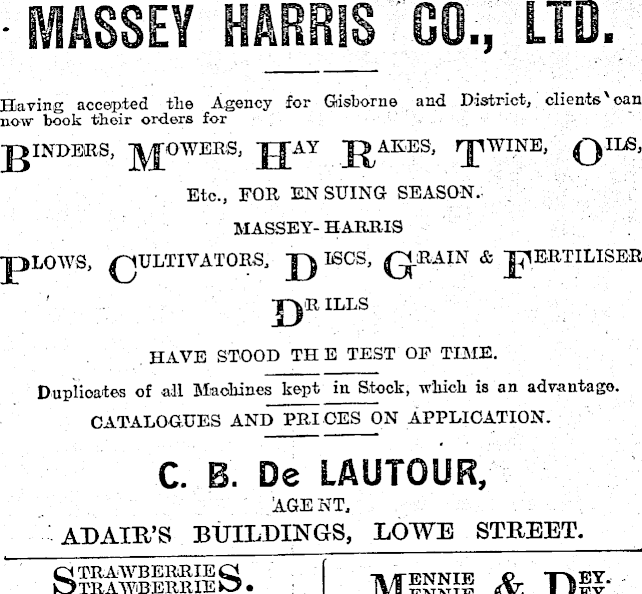 MASSEY HARRIS CO., LTD.
Having accepted the Agency for Gisborne and District, clients can
now book their orders for
BINDERS, MOWERS, HAY RAKES, TWINE, OILS,
Etc., FOR ENSUING SEASON.
MASSEY-HARRIS
PLOWS, CULTIVATORS, DISCS, GRAIN & FERTILISER
DRILLS
HAVE STOOD THE TEST OF TIME.
Duplicates of all Machines kept in Stock, which is an advantage.
CATALOGUES AND PRICES ON APPLICATION.
C. B. De LAUTOUR,
AGENT,
ADAIR'S BUILDINGS, LOWE STREET.
STRAWBERRIES
STRAWBERRIES.
MENNIE & DEY.
MENNIE & DEY.